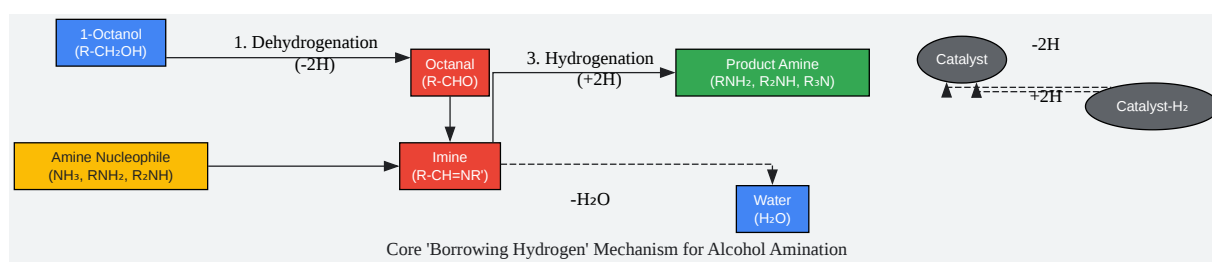 1-Octanol
(R-CH₂OH)
1. Dehydrogenation
(-2H)
Octanal
(R-CHO)
3. Hydrogenation
(+2H)
Product Amine
(RNH₂, R₂NH, R₃N)
Catalyst
-2H
+2H
Catalyst-H₂
Amine Nucleophile
(NH₃, RNH₂, R₂NH)
Imine
(R-CH=NR')
-H₂O
Water
(H₂O)
Core 'Borrowing Hydrogen' Mechanism for Alcohol Amination